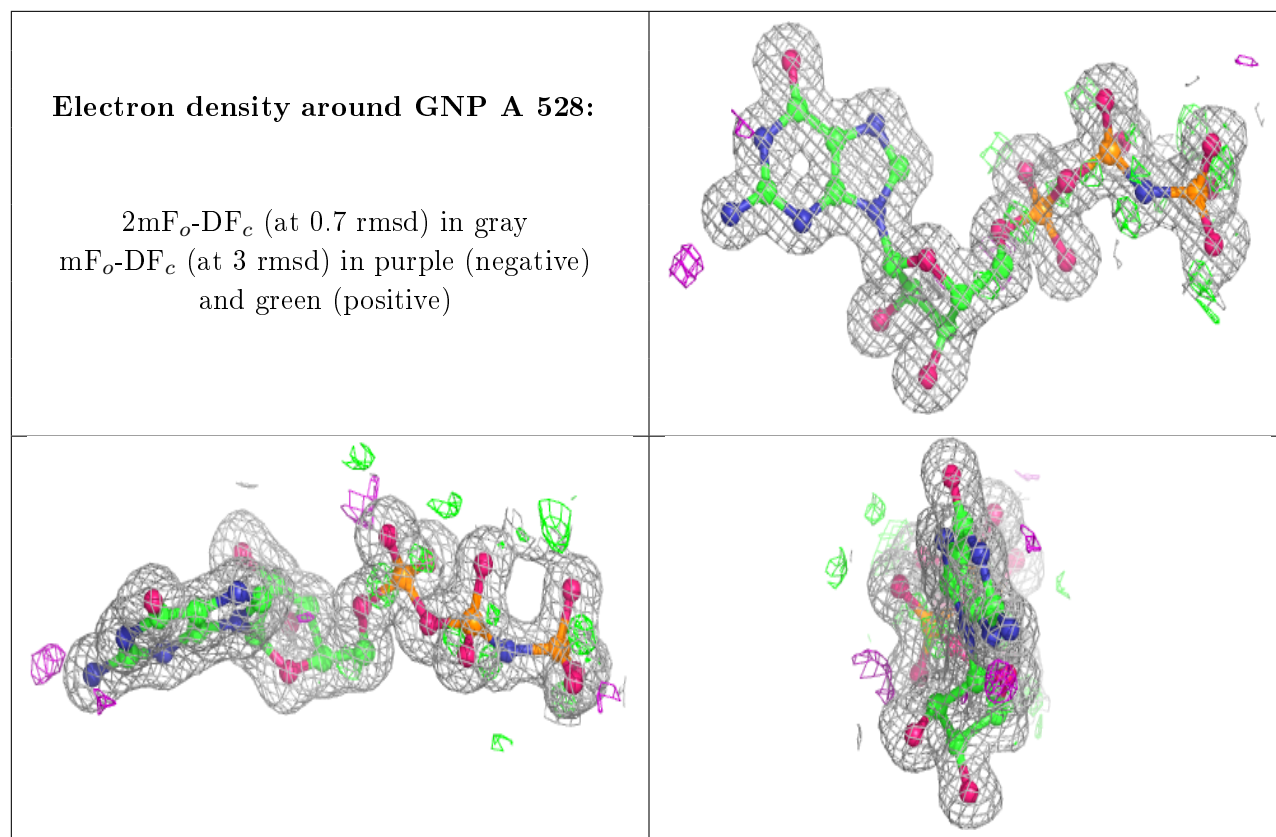 Electron density around GNP A 528:
2mFo-DFc (at 0.7 rmsd) in gray
mFo-DFc (at 3 rmsd) in purple (negative)
and green (positive)